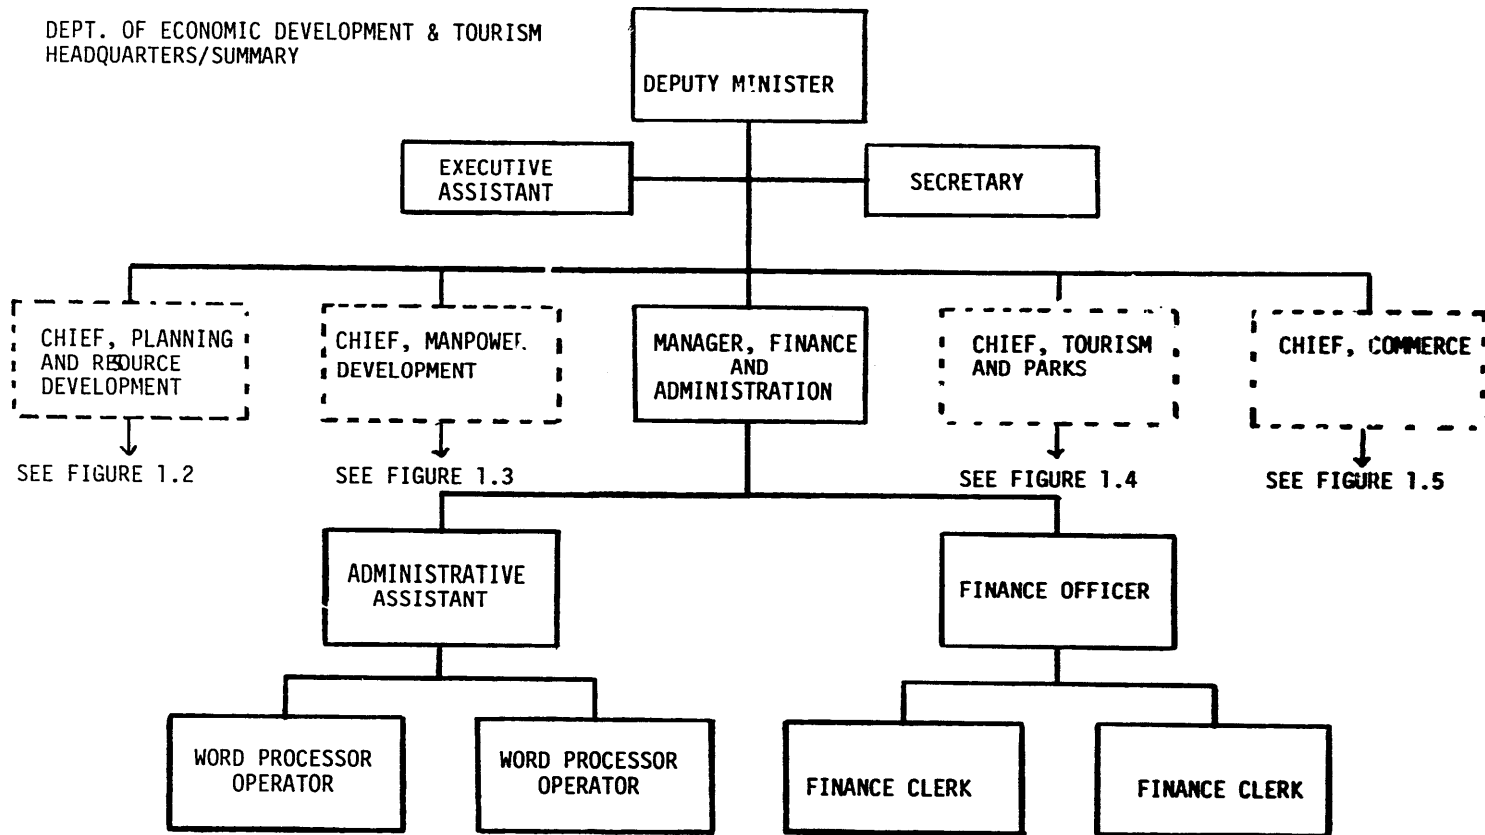 DEPT. OF ECONOMIC DEVELOPMENT & TOURISM
HEADQUARTERS/SUMMARY
DEPUTY MINISTER
EXECUTIVE
ASSISTANT
SECRETARY
CHIEF, PLANNING
AND RESOURCE
DEVELOPMENT
CHIEF, MANPOWER
DEVELOPMENT
MANAGER, FINANCE
AND
ADMINISTRATION
CHIEF, TOURISM
AND PARKS
CHIEF, COMMERCE
SEE FIGURE 1.2
SEE FIGURE 1.3
SEE FIGURE 1.4
SEE FIGURE 1.5
ADMINISTRATIVE
ASSISTANT
FINANCE OFFICER
WORD PROCESSOR
OPERATOR
WORD PROCESSOR
OPERATOR
FINANCE CLERK
FINANCE CLERK